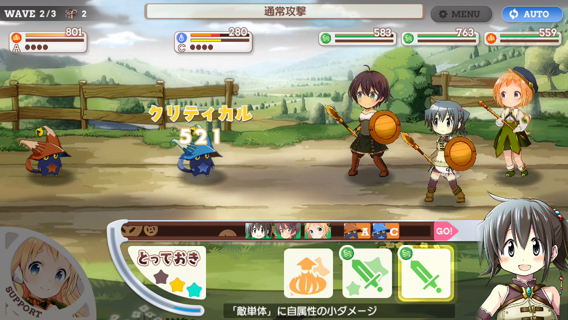 WAVE 2/3 2
通常攻撃
MENU
AUTO
801
A
280
C
583
763
559
クリティカル
521
A
C
GO!
とっておき
SUPPORT
「敵単体」に自属性の小ダメージ